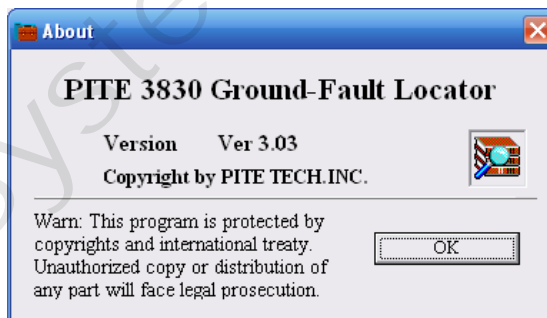 About
PITE 3830 Ground-Fault Locator
Version Ver 3.03
Copyright by PITE TECH.INC.
Warn: This program is protected by
copyrights and international treaty.
Unauthorized copy or distribution of
any part will face legal prosecution.
OK